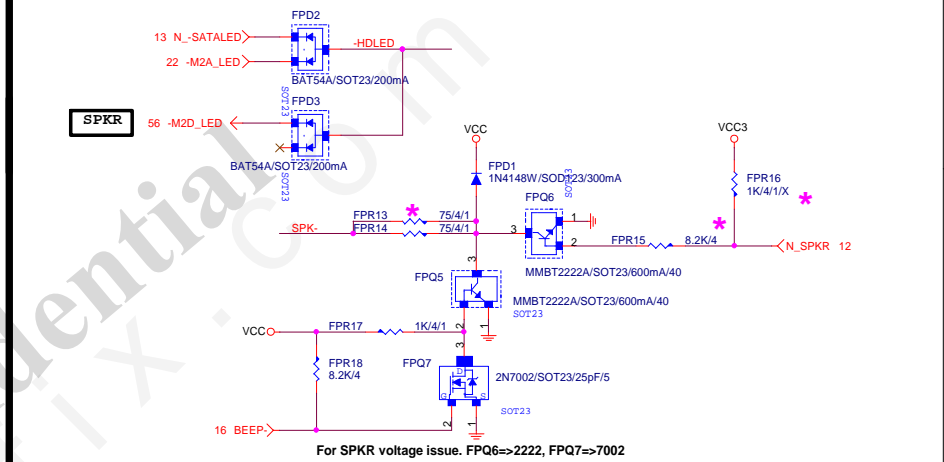 FPD2
13 N_-SATALED
-HDLED
22 -M2A_LED
BAT54A/SOT23/200mA
SOT23
FPD3
SPKR
56 -M2D_LED
BAT54A/SOT23/200mA
SOT23
VCC
VCC3
FPD1
1N4148W/SOD123/300mA
FPR16
1K/4/1/X
FPQ6
SOT23
FPR13 75/4/1
SPK-
FPR14 75/4/1
3
1
2
FPR15 8.2K/4
N_SPKR 12
MMBT2222A/SOT23/600mA/40
3
FPQ5
MMBT2222A/SOT23/600mA/40
SOT23
2
1
VCC
FPR17 1K/4/1
3
FPR18
8.2K/4
FPQ7
D
G
S
2N7002/SOT23/25pF/5
SOT23
2
1
16 BEEP-
For SPKR voltage issue. FPQ6=>2222, FPQ7=>7002
dential
fix.com